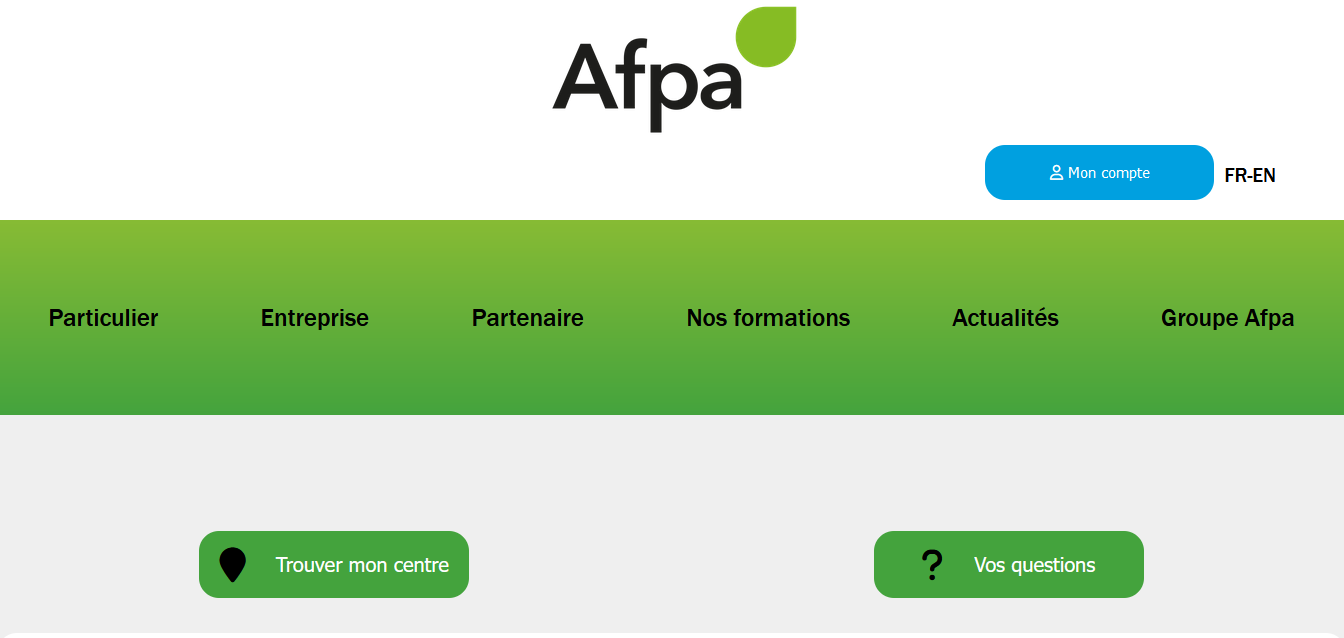 Afpa
Mon compte
FR-EN
Particulier
Entreprise
Partenaire
Nos formations
Actualités
Groupe Afpa
Trouver mon centre
? Vos questions